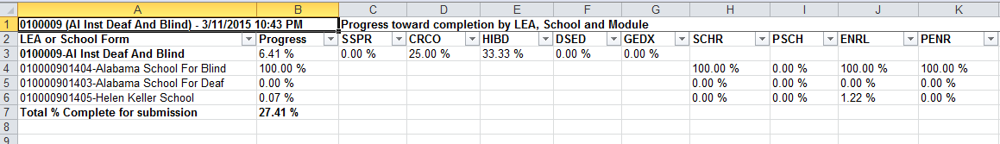 A B C D E F G H I J K
1 0100009 (Al Inst Deaf And Blind) - 3/11/2015 10:43 PM Progress toward completion by LEA, School and Module
2 LEA or School Form Progress SSPR CRCO HIBD DSED GEDX SCHR PSCH ENRL PENR
3 0100009-Al Inst Deaf And Blind 6.41 % 0.00 % 25.00 % 33.33 % 0.00 % 0.00 %
4 010000901404-Alabama School For Blind 100.00 % 100.00 % 0.00 % 100.00 % 100.00 %
5 010000901403-Alabama School For Deaf 0.00 % 0.00 % 0.00 % 0.00 % 0.00 %
6 010000901405-Helen Keller School 0.07 % 0.00 % 0.00 % 1.22 % 0.00 %
7 Total % Complete for submission 27.41 %
8
9